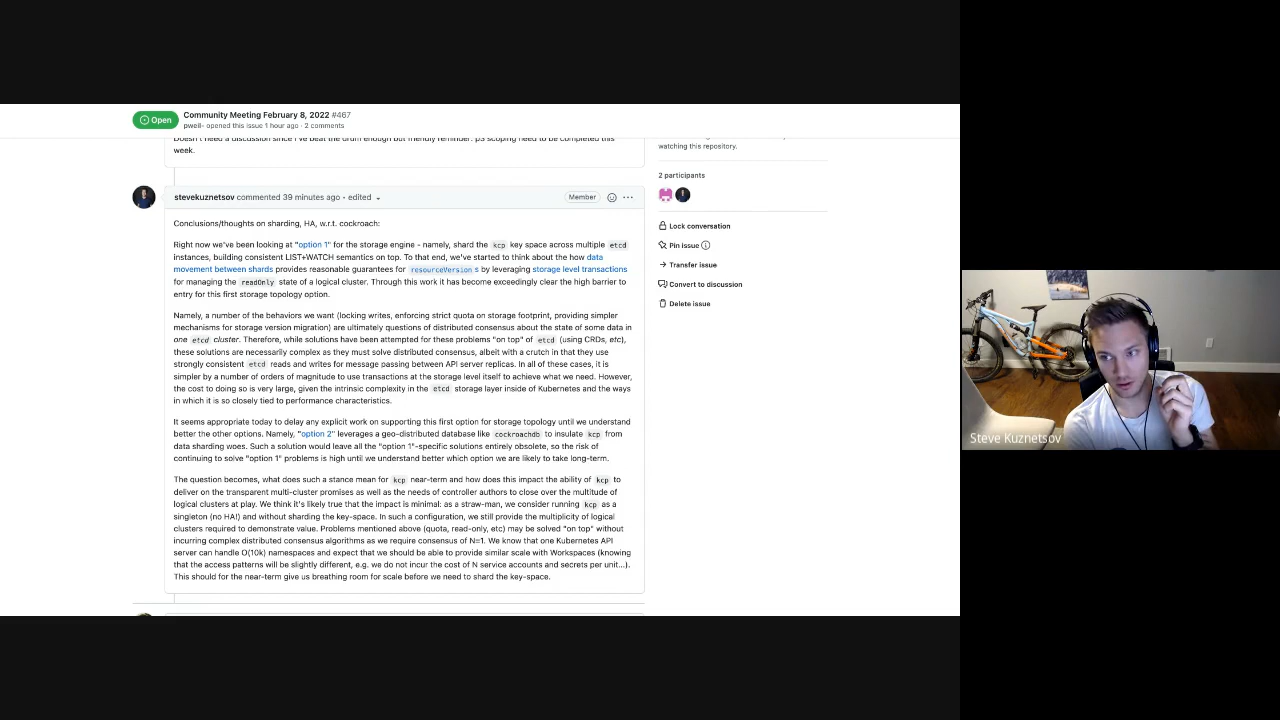 Open
Community Meeting February 8, 2022 #467
pweil- opened this issue 1 hour ago · 2 comments
Doesn't need a discussion since I've beat the drum enough but friendly reminder: p3 scoping need to be completed this
week.
watching this repository.
2 participants
stevekuznetsov commented 39 minutes ago • edited
Member
Lock conversation
Pin issue
Transfer issue
Convert to discussion
Delete issue
Conclusions/thoughts on sharding, HA, w.r.t. cockroach:
Right now we've been looking at "option 1" for the storage engine - namely, shard the kcp key space across multiple etcd
instances, building consistent LIST+WATCH semantics on top. To that end, we've started to think about the how data
movement between shards provides reasonable guarantees for resourceVersion s by leveraging storage level transactions
for managing the readOnly state of a logical cluster. Through this work it has become exceedingly clear the high barrier to
entry for this first storage topology option.
Namely, a number of the behaviors we want (locking writes, enforcing strict quota on storage footprint, providing simpler
mechanisms for storage version migration) are ultimately questions of distributed consensus about the state of some data in
one etcd cluster. Therefore, while solutions have been attempted for these problems "on top" of etcd (using CRDs, etc),
these solutions are necessarily complex as they must solve distributed consensus, albeit with a crutch in that they use
strongly consistent etcd reads and writes for message passing between API server replicas. In all of these cases, it is
simpler by a number of orders of magnitude to use transactions at the storage level itself to achieve what we need. However,
the cost to doing so is very large, given the intrinsic complexity in the etcd storage layer inside of Kubernetes and the ways
in which it is so closely tied to performance characteristics.
It seems appropriate today to delay any explicit work on supporting this first option for storage topology until we understand
better the other options. Namely, "option 2" leverages a geo-distributed database like cockroachdb to insulate kcp from
data sharding woes. Such a solution would leave all the "option 1"-specific solutions entirely obsolete, so the risk of
continuing to solve "option 1" problems is high until we understand better which option we are likely to take long-term.
The question becomes, what does such a stance mean for kcp near-term and how does this impact the ability of kcp to
deliver on the transparent multi-cluster promises as well as the needs of controller authors to close over the multitude of
logical clusters at play. We think it's likely true that the impact is minimal: as a straw-man, we consider running kcp as a
singleton (no HA!) and without sharding the key-space. In such a configuration, we still provide the multiplicity of logical
clusters required to demonstrate value. Problems mentioned above (quota, read-only, etc) may be solved "on top" without
incurring complex distributed consensus algorithms as we require consensus of N=1. We know that one Kubernetes API
server can handle O(10k) namespaces and expect that we should be able to provide similar scale with Workspaces (knowing
that the access patterns will be slightly different, e.g. we do not incur the cost of N service accounts and secrets per unit...).
This should for the near-term give us breathing room for scale before we need to shard the key-space.
Steve Kuznetsov